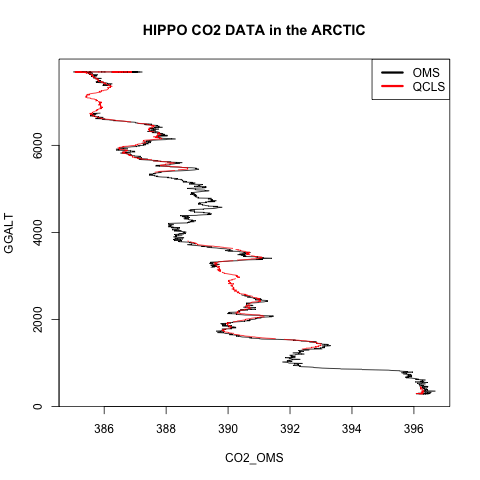 HIPPO CO2 DATA in the ARCTIC
OMS
QCLS
6000
4000
2000
0
GGALT
386 388 390 392 394 396
CO2_OMS